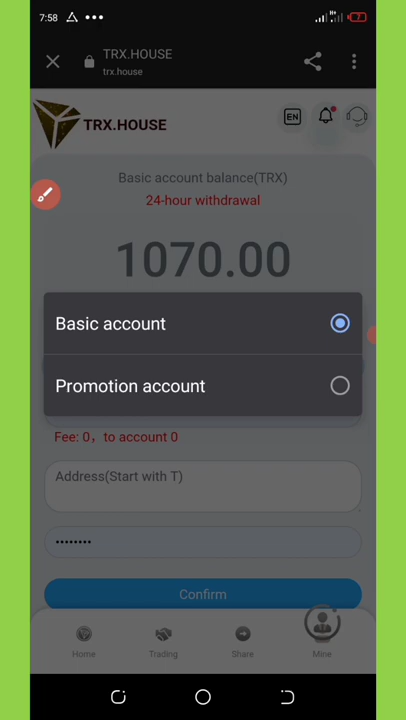 7:58
7
TRX.HOUSE
trx.house
TRX.HOUSE
EN
Basic account balance(TRX)
24-hour withdrawal
1070.00
Basic account
Promotion account
Fee: 0，to account 0
Address(Start with T)
••••••••
Confirm
Home
Trading
Share
Mine